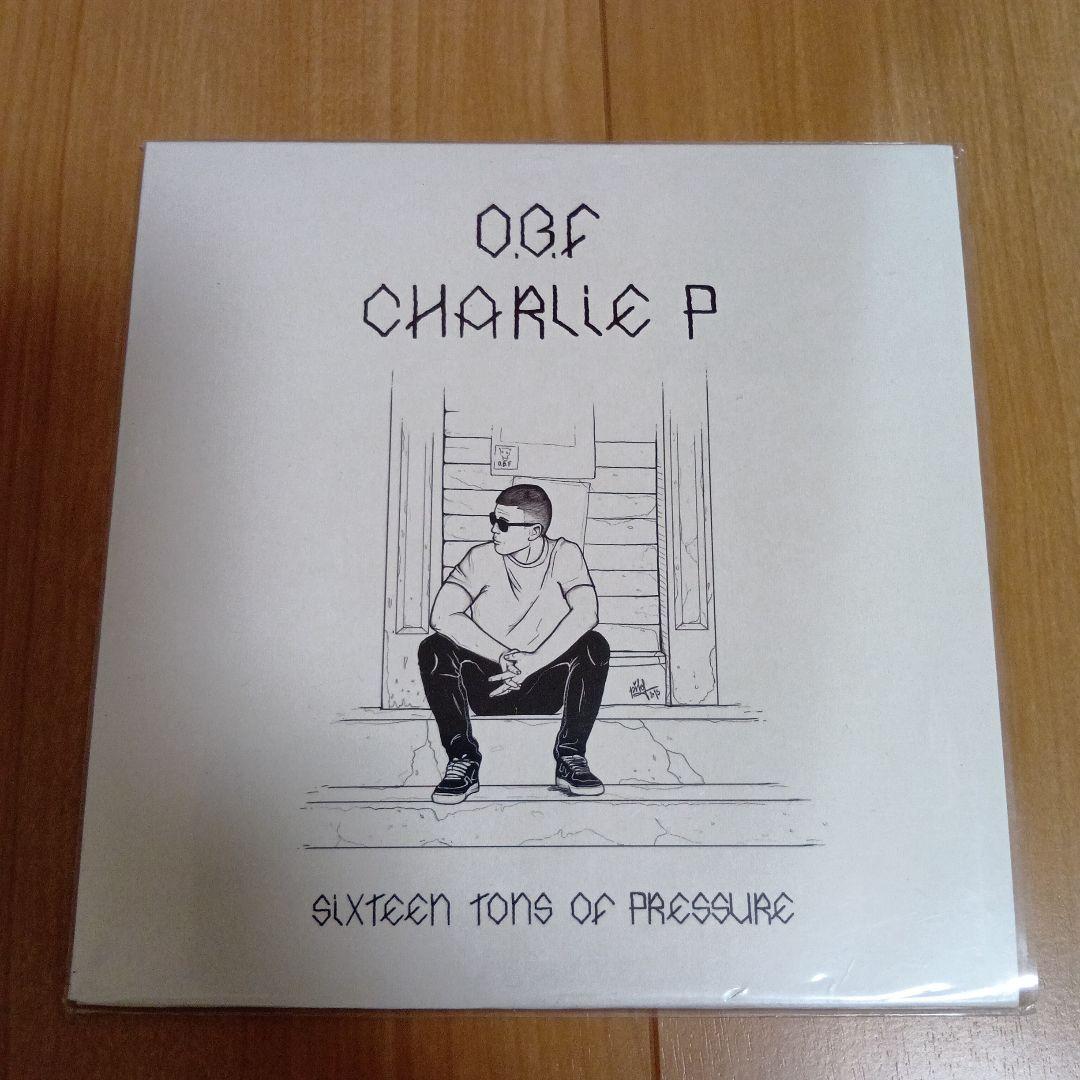 O.B.F
CHARLiE P
O.B.F
SiXTEEN TONS OF PRESSURE